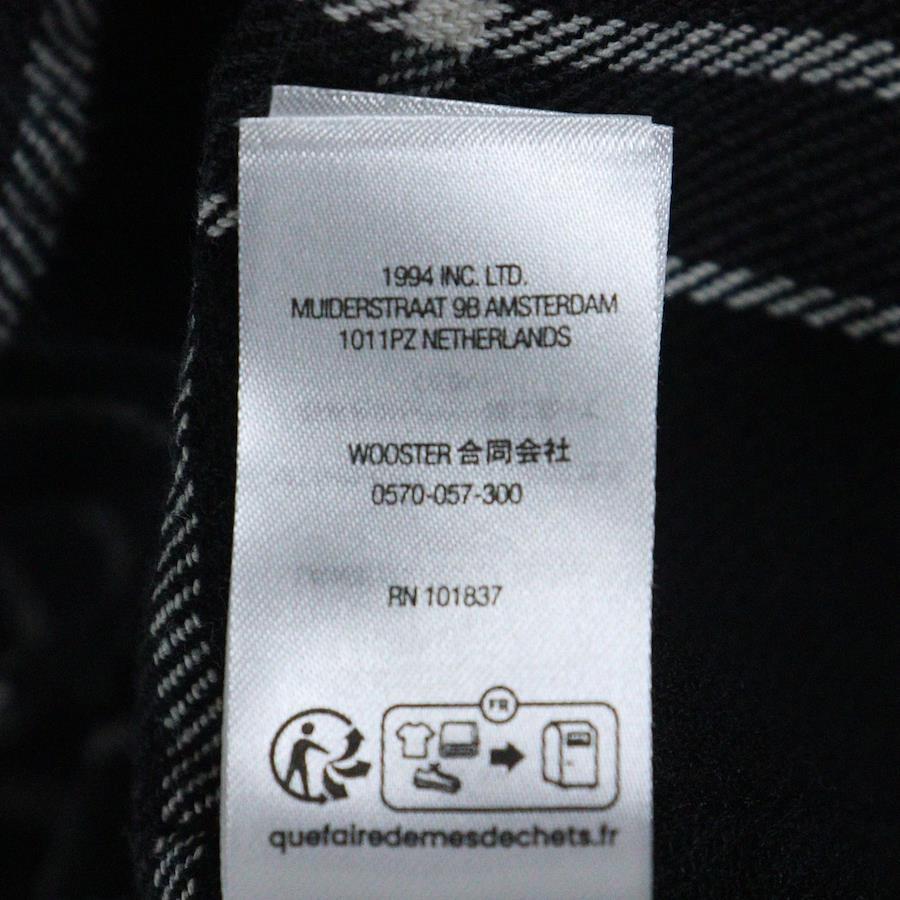 1994 INC. LTD.
MUIDERSTRAAT 9B AMSTERDAM
1011PZ NETHERLANDS
WOOSTER 合同会社
0570-057-300
RN 101837
FR
quefairedemesdechets.fr